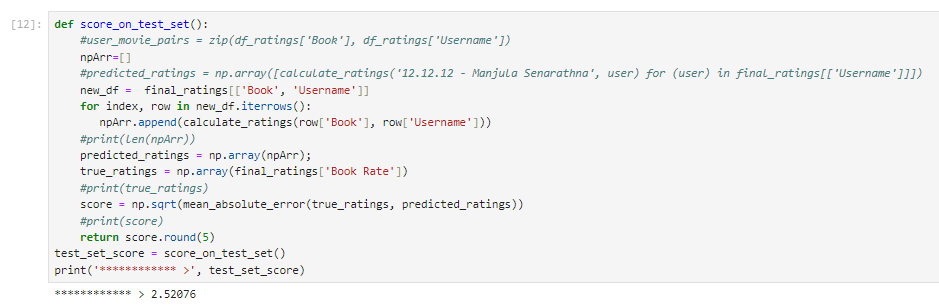 [12]: def score_on_test_set():
#user_movie_pairs = zip(df_ratings['Book'], df_ratings['Username'])
npArr=[]
#predicted_ratings = np.array([calculate_ratings('12.12.12 - Manjula Senarathna', user) for (user) in final_ratings[['Username']]])
new_df =  final_ratings[['Book', 'Username']]
for index, row in new_df.iterrows():
npArr.append(calculate_ratings(row['Book'], row['Username']))
#print(len(npArr))
predicted_ratings = np.array(npArr);
true_ratings = np.array(final_ratings['Book Rate'])
#print(true_ratings)
score = np.sqrt(mean_absolute_error(true_ratings, predicted_ratings))
#print(score)
return score.round(5)
test_set_score = score_on_test_set()
print('************ >', test_set_score)
************ > 2.52076